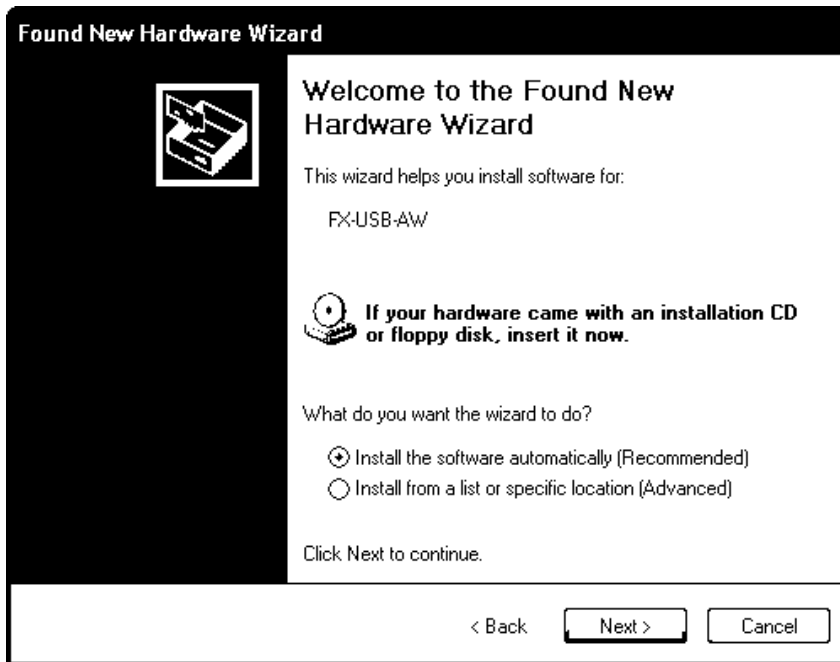 Found New Hardware Wizard
Welcome to the Found New
Hardware Wizard
This wizard helps you install software for:
FX-USB-AW
If your hardware came with an installation CD
or floppy disk, insert it now.
What do you want the wizard to do?
Install the software automatically (Recommended)
Install from a list or specific location (Advanced)
Click Next to continue.
< Back Next > Cancel